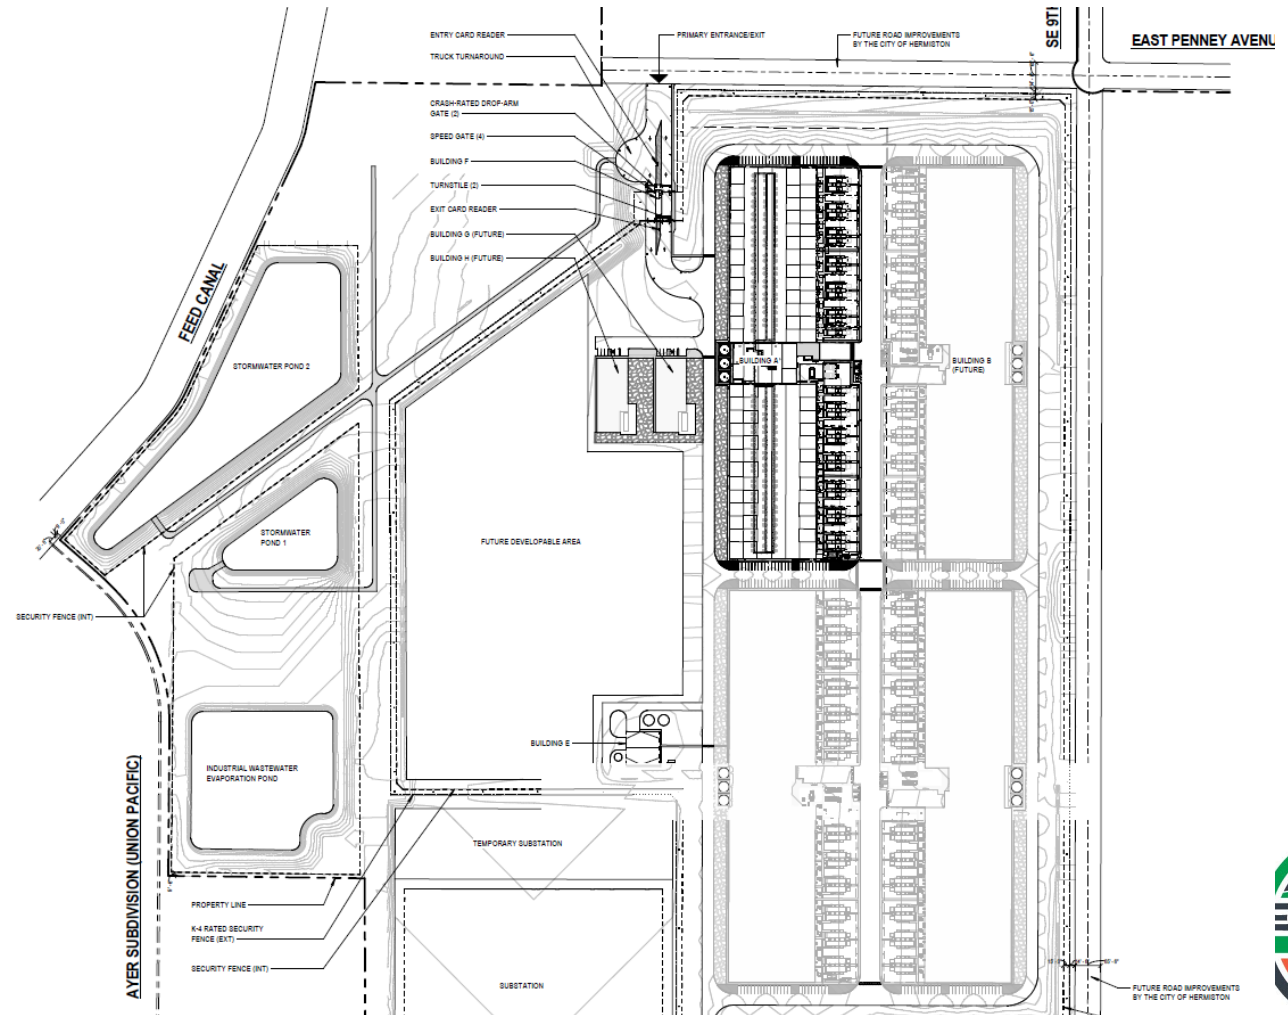 ENTRY CARD READER
TRUCK TURNAROUND
CRASH-RATED DROP-ARM
GATE (2)
SPEED GATE (4)
BUILDING F
TURNSTILE (2)
EXIT CARD READER
BUILDING G (FUTURE)
BUILDING H (FUTURE)
PRIMARY ENTRANCE/EXIT
FUTURE ROAD IMPROVEMENTS
BY THE CITY OF HERMISTON
SE 9TH
EAST PENNEY AVENU
FEED CANAL
STORMWATER POND 2
BUILDING A
BUILDING B
(FUTURE)
STORMWATER
POND 1
FUTURE DEVELOPABLE AREA
SECURITY FENCE (INT)
BUILDING E
INDUSTRIAL WASTEWATER
EVAPORATION POND
AYER SUBDIVISION (UNION PACIFIC)
TEMPORARY SUBSTATION
PROPERTY LINE
K-4 RATED SECURITY
FENCE (EXT)
SECURITY FENCE (INT)
SUBSTATION
FUTURE ROAD IMPROVEMENTS
BY THE CITY OF HERMISTON